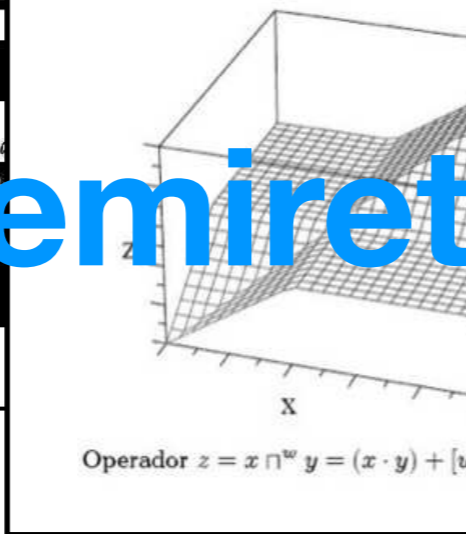 emiret
Z
X
Operador z = x ⊓ʷ y = (x · y) + [